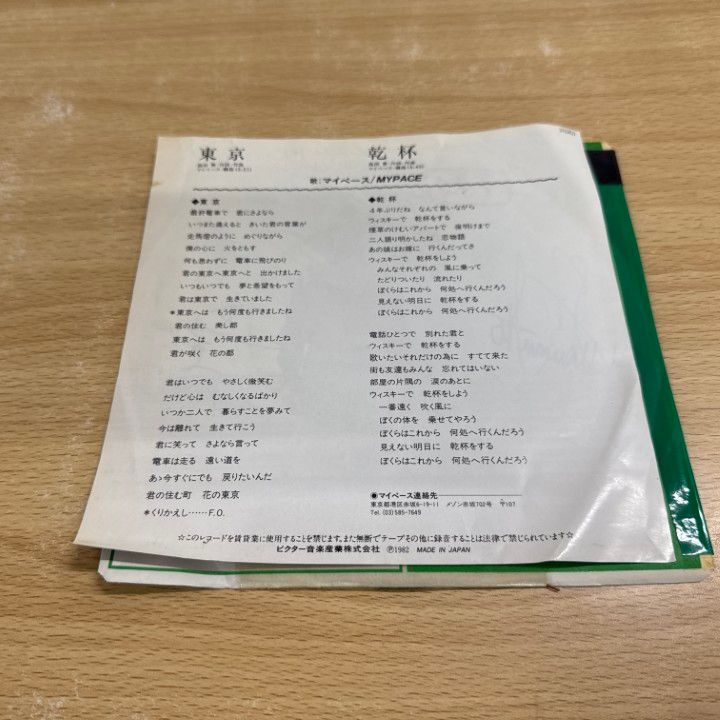 東京
乾杯
歌：マイペース/MYPACE
◆東京
最終電車で 君にさよなら
いつまた逢えると きいた君の言葉が
走馬燈のように めぐりながら
僕の心に 火をともす
何も思わずに 電車に飛びのり
君の東京へ東京へと 出かけました
いつもいつでも 夢と希望をもって
君は東京で 生きていました
*東京へは もう何度も行きましたね
君の住む 美し都
東京へは もう何度も行きましたね
君が咲く 花の都
君はいつでも やさしく微笑む
だけど心は むなしくなるばかり
いつか二人で 暮らすことを夢みて
今は離れて 生きて行こう
君に笑って さよなら言って
電車は走る 遠い道を
あゝ今すぐにでも 戻りたいんだ
君の住む町 花の東京
*くりかえし……F.O.
◆乾杯
4年ぶりだね なんて言いながら
ウィスキーで 乾杯をする
煙草のけむいアパートで 夜明けまで
二人語り明かしたね 恋物語
あの娘はお嫁に 行くんだってさ
ウィスキーで 乾杯をしよう
みんなそれぞれの 風に乗って
たどりついたり 流れたり
ぼくらはこれから 何処へ行くんだろう
見えない明日に 乾杯をする
ぼくらはこれから 何処へ行くんだろう
電話ひとつで 別れた君と
ウィスキーで 乾杯をする
歌いたいそれだけの為に すてて来た
街も友達もみんな 忘れてはいない
部屋の片隅の 涙のあとに
ウィスキーで 乾杯をしよう
一番遠く 吹く風に
ぼくの体を 乗せてやろう
ぼくらはこれから 何処へ行くんだろう
見えない明日に 乾杯をする
ぼくらはこれから 何処へ行くんだろう
●マイペース連絡先
東京都港区赤坂6-19-11 メゾン赤坂702号 〒107
Tel. (03) 585-7649
☆このレコードを賃貸業に使用することを禁じます。また無断でテープその他に録音することは法律で禁じられています☆
ビクター音楽産業株式会社 Ⓟ1982 MADE IN JAPAN